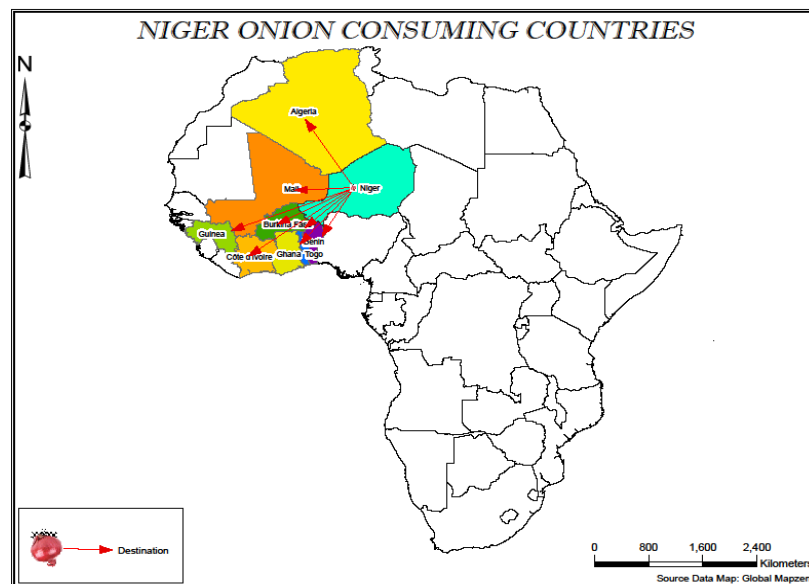 NIGER ONION CONSUMING COUNTRIES
N
Algeria
Mali
Niger
Burkina Fas
Guinea
Benin
Côte d'Ivoire
Ghana
Togo
Destination
0 800 1,600 2,400
Kilometer
Source Data Map: Global Mapzer